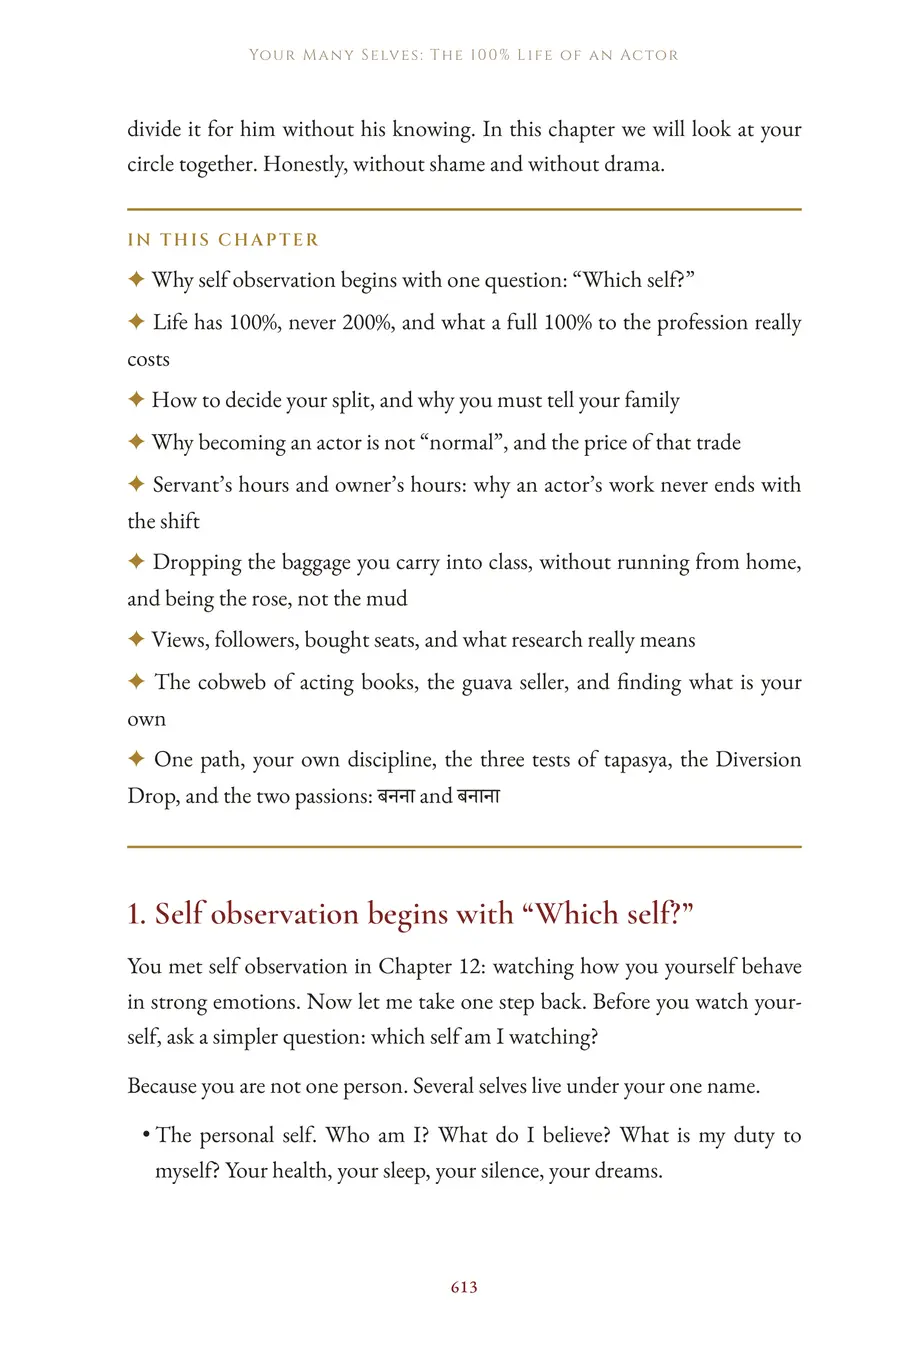 Your Many Selves: The 100% Life of an Actor
divide it for him without his knowing. In this chapter we will look at your
circle together. Honestly, without shame and without drama.
IN THIS CHAPTER
✦ Why self observation begins with one question: “Which self?”
✦ Life has 100%, never 200%, and what a full 100% to the profession really
costs
✦ How to decide your split, and why you must tell your family
✦ Why becoming an actor is not “normal”, and the price of that trade
✦ Servant’s hours and owner’s hours: why an actor’s work never ends with
the shift
✦ Dropping the baggage you carry into class, without running from home,
and being the rose, not the mud
✦ Views, followers, bought seats, and what research really means
✦ The cobweb of acting books, the guava seller, and finding what is your
own
✦ One path, your own discipline, the three tests of tapasya, the Diversion
Drop, and the two passions: बनना and बनाना
1. Self observation begins with “Which self?”
You met self observation in Chapter 12: watching how you yourself behave
in strong emotions. Now let me take one step back. Before you watch your-
self, ask a simpler question: which self am I watching?
Because you are not one person. Several selves live under your one name.
• The personal self. Who am I? What do I believe? What is my duty to
myself? Your health, your sleep, your silence, your dreams.
613